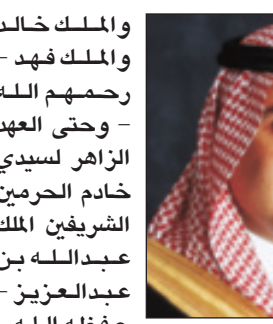 والملك خالد
والملك فهد –
رحمهم الله
– وحتى العهد
الزاهر لسيدي
خادم الحرمين
الشريفين الملك
عبدالله بن
عبدالعزيز –